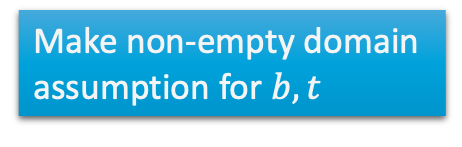 Make non-empty domain
assumption for b, t